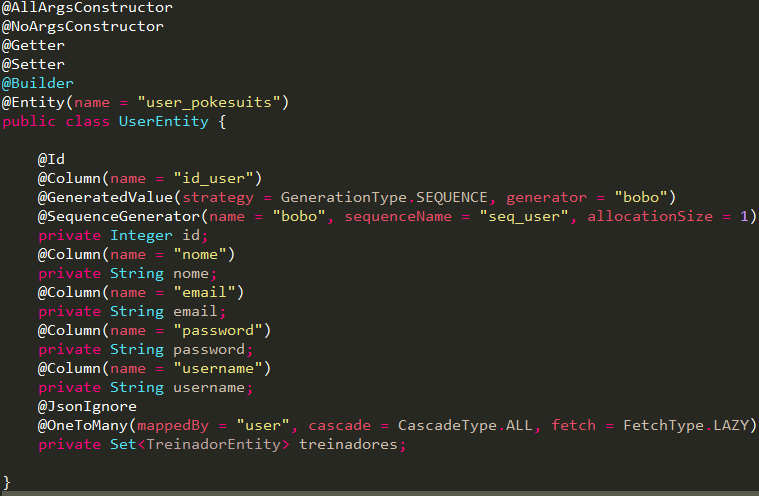 @AllArgsConstructor
@NoArgsConstructor
@Getter
@Setter
@Builder
@Entity(name = "user_pokesuits")
public class UserEntity {
@Id
@Column(name = "id_user")
@GeneratedValue(strategy = GenerationType.SEQUENCE, generator = "bobo")
@SequenceGenerator(name = "bobo", sequenceName = "seq_user", allocationSize = 1)
private Integer id;
@Column(name = "nome")
private String nome;
@Column(name = "email")
private String email;
@Column(name = "password")
private String password;
@Column(name = "username")
private String username;
@JsonIgnore
@OneToMany(mappedBy = "user", cascade = CascadeType.ALL, fetch = FetchType.LAZY)
private Set<TreinadorEntity> treinadores;
}